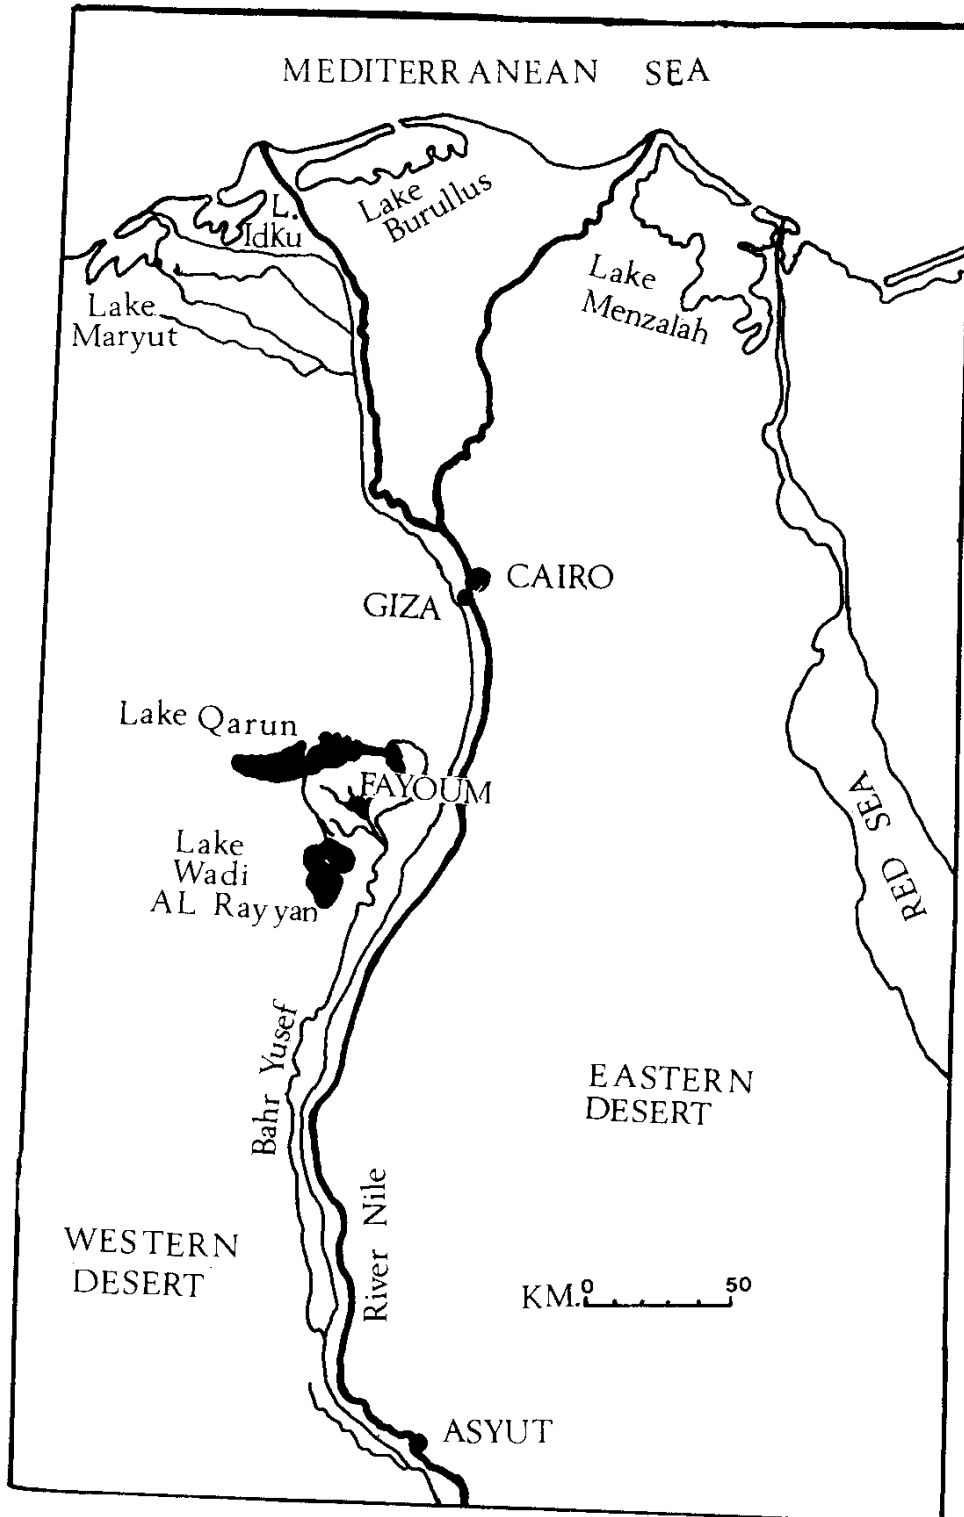 MEDITERRANEAN SEA
Lake
Burullus
L.
Idku
Lake
Menzalah
Lake
Maryut
CAIRO
GIZA
Lake Qarun
FAYOUM
RED SEA
Lake
Wadi
AL Rayyan
Bahr Yusef
EASTERN
DESERT
River Nile
WESTERN
DESERT
KM. 0 50
ASYUT